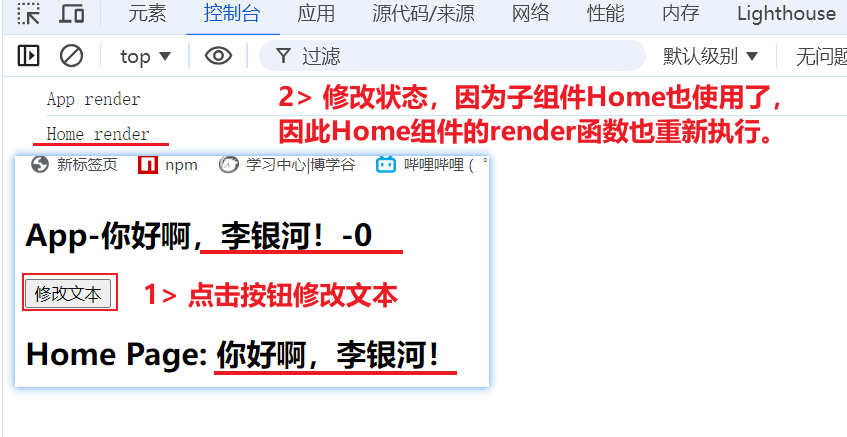 元素 控制台 应用 源代码/来源 网络 性能 内存 Lighthouse
top 过滤 默认级别 无问题
App render
2> 修改状态，因为子组件Home也使用了，
因此Home组件的render函数也重新执行。
Home render
新标签页 npm 学习中心|博学谷 哔哩哔哩 (
App-你好啊，李银河！-0
修改文本
1> 点击按钮修改文本
Home Page: 你好啊，李银河！